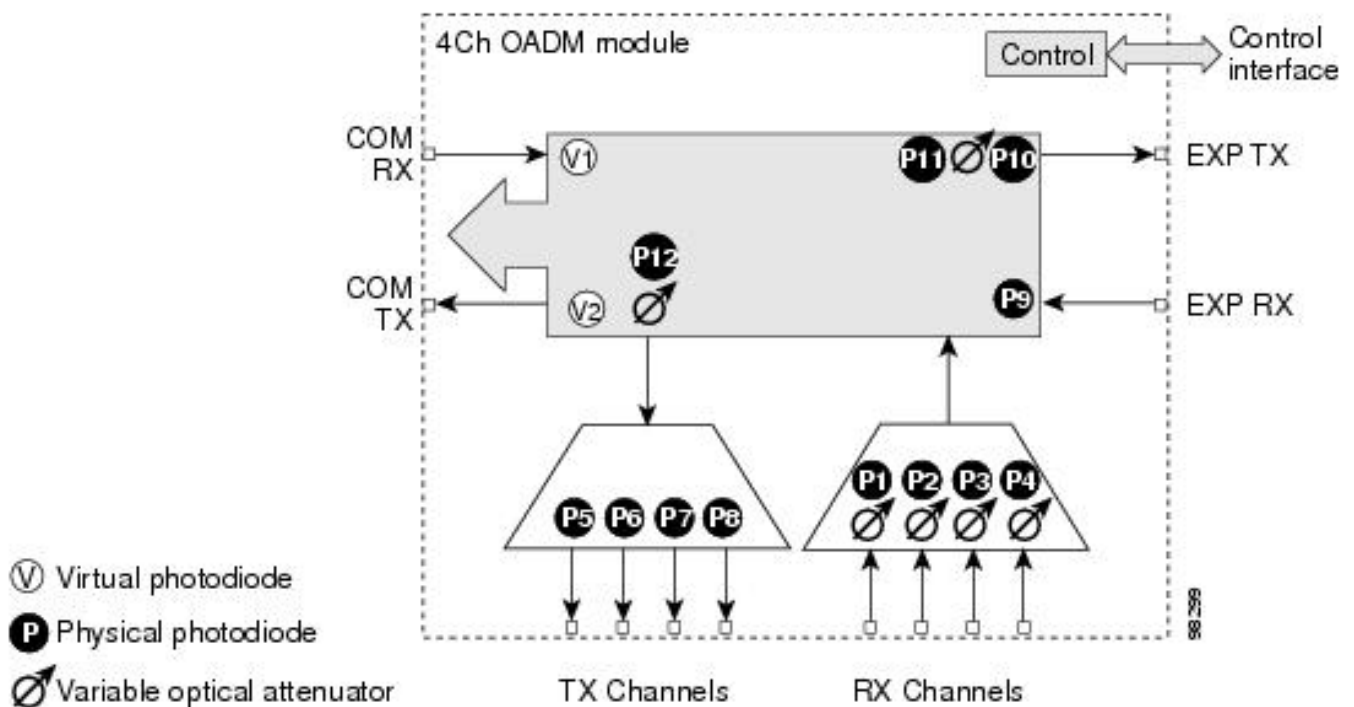 4Ch OADM module
Control
Control
interface
COM
RX
V1
P11
P10
EXP TX
P12
COM
TX
V2
P9
EXP RX
P1
P2
P3
P4
P5
P6
P7
P8
V Virtual photodiode
P Physical photodiode
Variable optical attenuator
TX Channels
RX Channels
98299